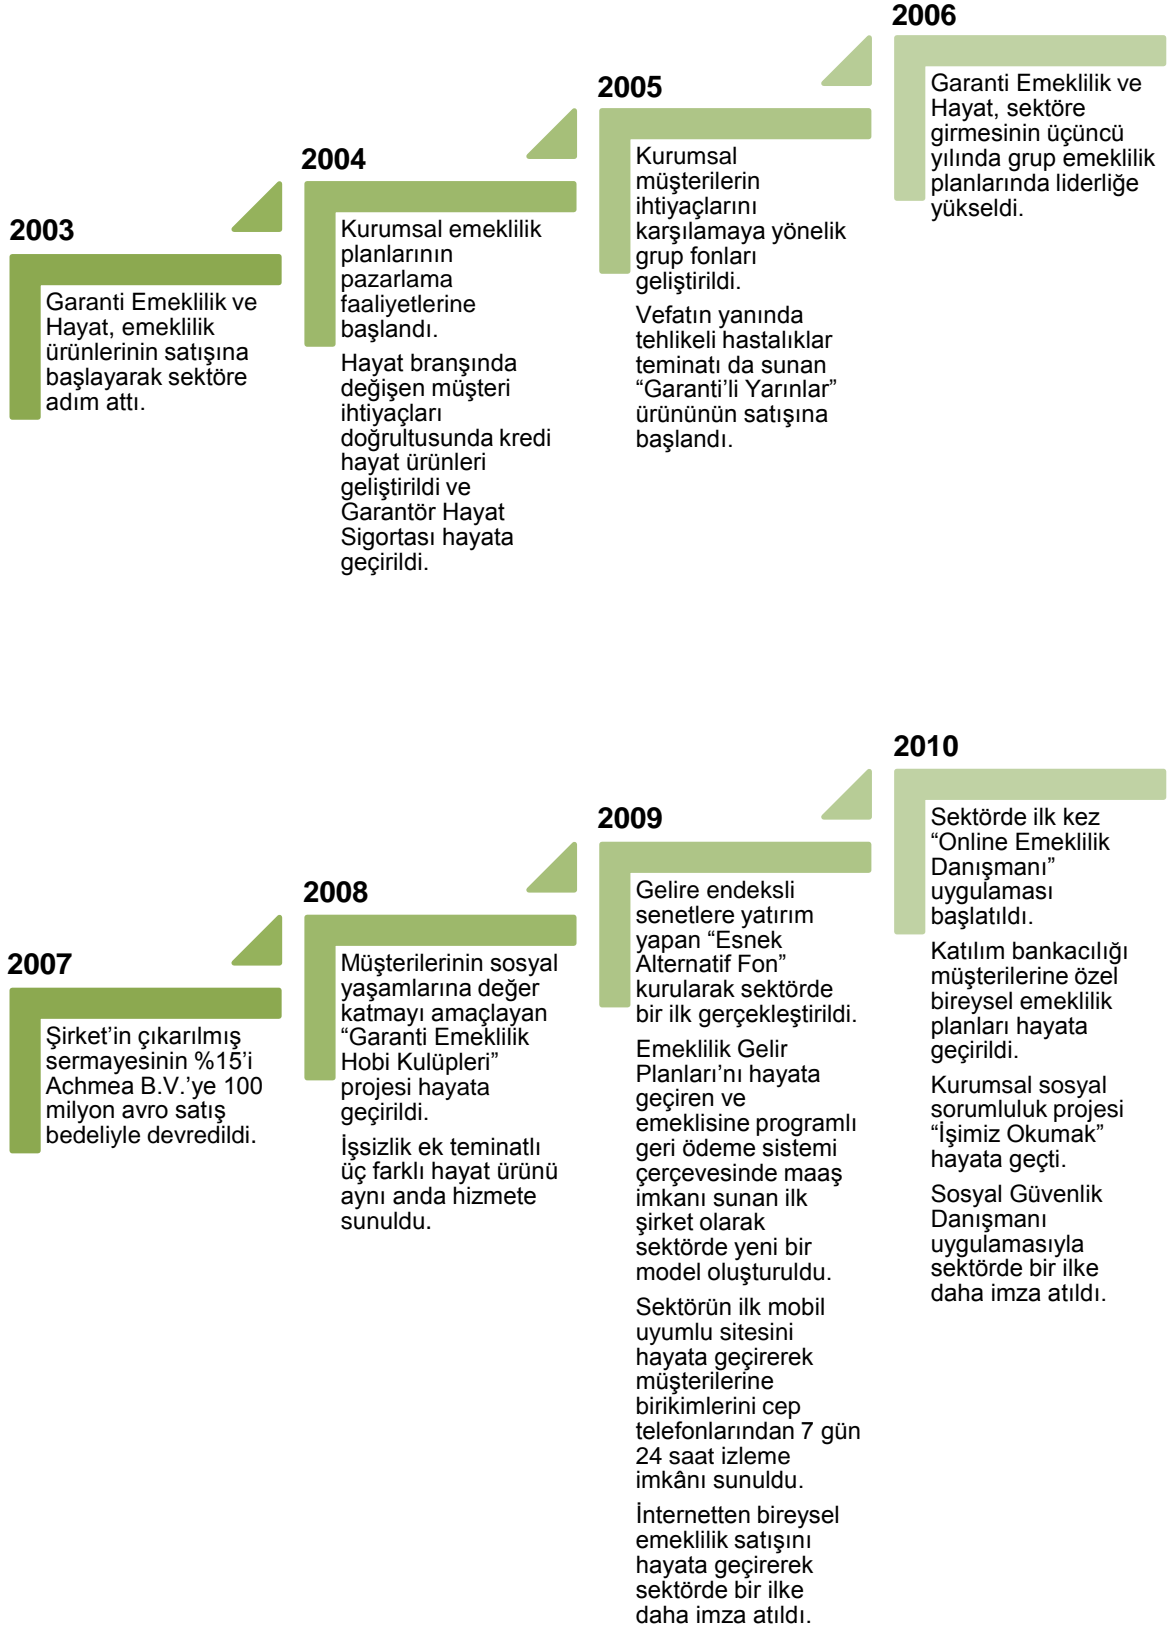 2003
Garanti Emeklilik ve
Hayat, emeklilik
ürünlerinin satışına
başlayarak sektöre
adım attı.
2004
Kurumsal emeklilik
planlarının
pazarlama
faaliyetlerine
başlandı.
Hayat branşında
değişen müşteri
ihtiyaçları
doğrultusunda kredi
hayat ürünleri
geliştirildi ve
Garantör Hayat
Sigortası hayata
geçirildi.
2005
Kurumsal
müşterilerin
ihtiyaçlarını
karşılamaya yönelik
grup fonları
geliştirildi.
Vefatın yanında
tehlikeli hastalıklar
teminatı da sunan
“Garanti’li Yarınlar”
ürününün satışına
başlandı.
2006
Garanti Emeklilik ve
Hayat, sektöre
girmesinin üçüncü
yılında grup emeklilik
planlarında liderliğe
yükseldi.
2007
Şirket’in çıkarılmış
sermayesinin %15’i
Achmea B.V.’ye 100
milyon avro satış
bedeliyle devredildi.
2008
Müşterilerinin sosyal
yaşamlarına değer
katmayı amaçlayan
“Garanti Emeklilik
Hobi Kulüpleri”
projesi hayata
geçirildi.
İşsizlik ek teminatlı
üç farklı hayat ürünü
aynı anda hizmete
sunuldu.
2009
Gelire endeksli
senetlere yatırım
yapan “Esnek
Alternatif Fon”
kurularak sektörde
bir ilk gerçekleştirildi.
Emeklilik Gelir
Planları’nı hayata
geçiren ve
emeklisine programlı
geri ödeme sistemi
çerçevesinde maaş
imkanı sunan ilk
şirket olarak
sektörde yeni bir
model oluşturuldu.
Sektörün ilk mobil
uyumlu sitesini
hayata geçirerek
müşterilerine
birikimlerini cep
telefonlarından 7 gün
24 saat izleme
imkânı sunuldu.
İnternetten bireysel
emeklilik satışını
hayata geçirerek
sektörde bir ilke
daha imza atıldı.
2010
Sektörde ilk kez
“Online Emeklilik
Danışmanı”
uygulaması
başlatıldı.
Katılım bankacılığı
müşterilerine özel
bireysel emeklilik
planları hayata
geçirildi.
Kurumsal sosyal
sorumluluk projesi
“İşimiz Okumak”
hayata geçti.
Sosyal Güvenlik
Danışmanı
uygulamasıyla
sektörde bir ilke
daha imza atıldı.